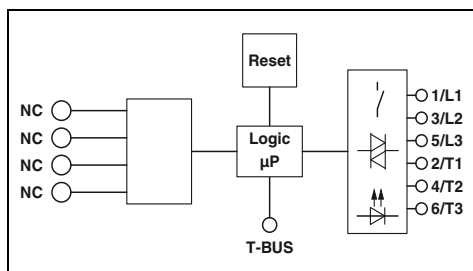 Reset
NC
NC
NC
NC
Logic
µP
T-BUS
1/L1
3/L2
5/L3
2/T1
4/T2
6/T3